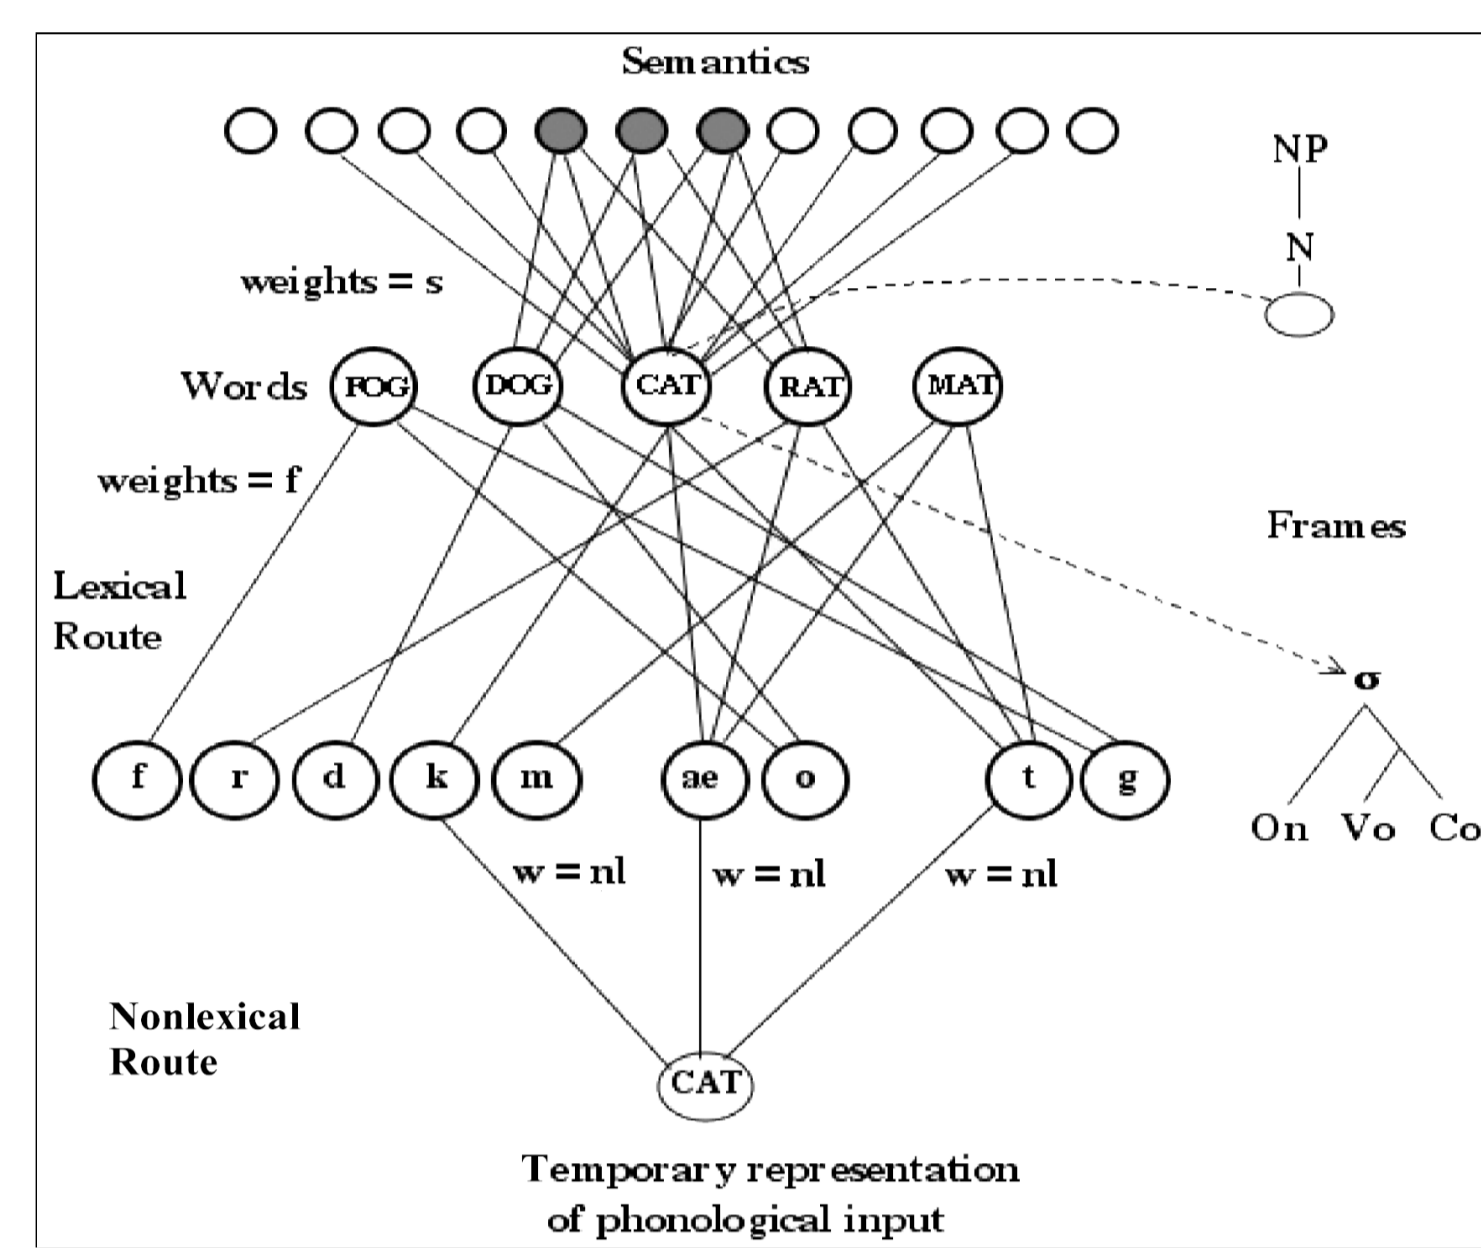 Semantics
NP
N
weights = s
Words
FOG
DOG
CAT
RAT
MAT
weights = f
Frames
Lexical
Route
σ
f
r
d
k
m
ae
o
t
g
On Vo Co
w = nl
w = nl
w = nl
Nonlexical
Route
CAT
Temporary representation
of phonological input